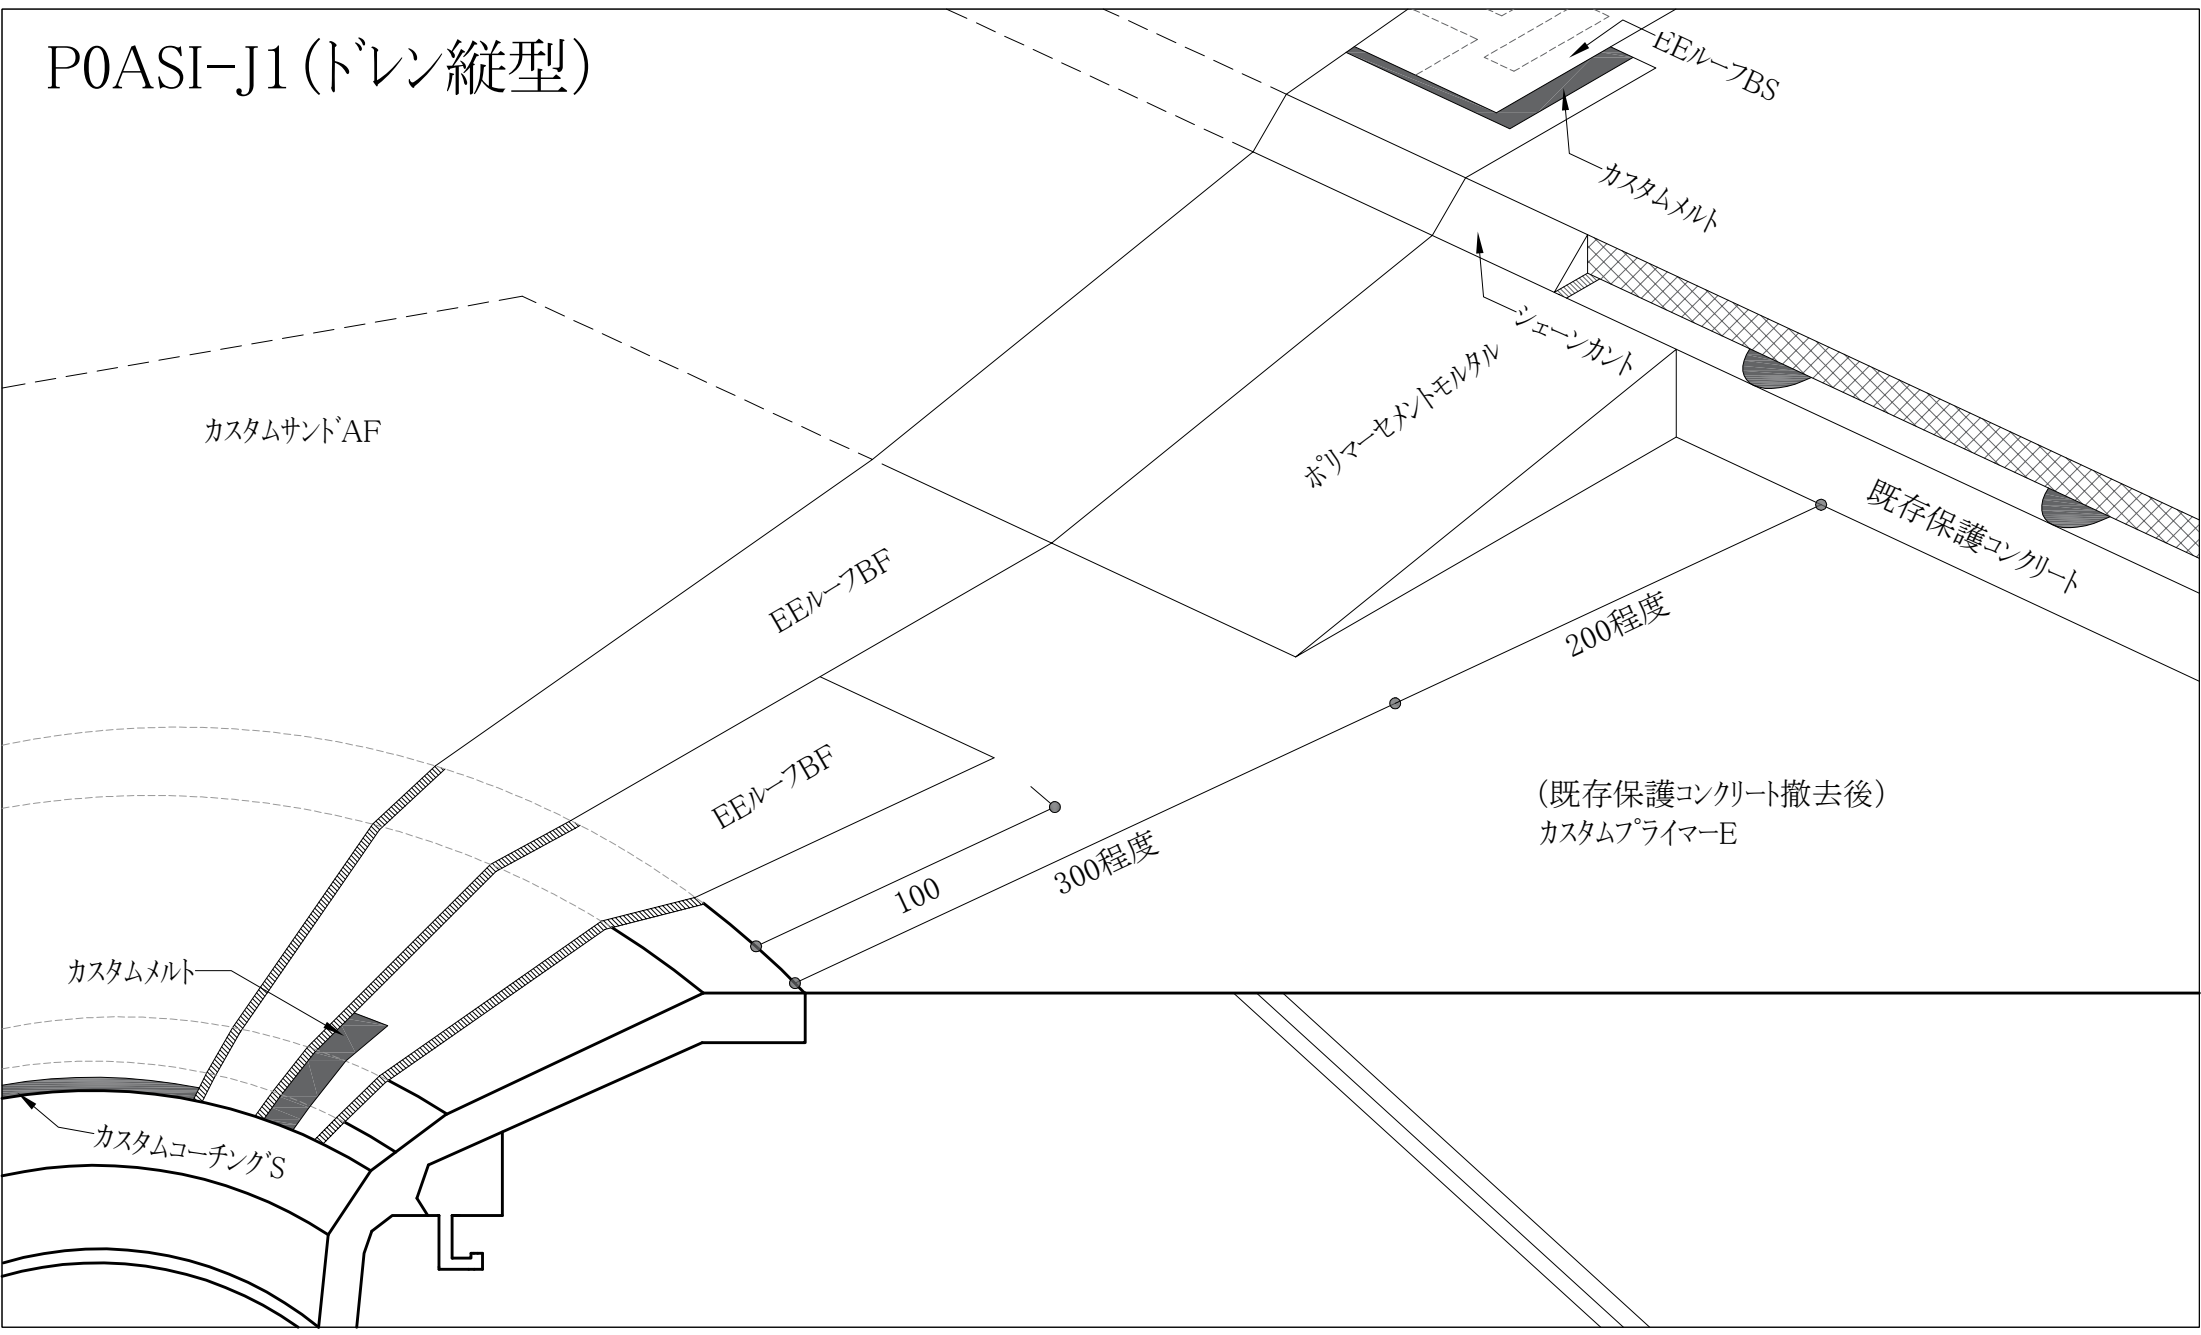 P0ASI-J1(ドレン縦型)
EEルーフBS
カスタムメルト
シェーンカント
ポリマーセメントモルタル
カスタムサンドAF
既存保護コンクリート
EEルーフBF
200程度
EEルーフBF
(既存保護コンクリート撤去後)
カスタムプライマーE
300程度
100
カスタムメルト
カスタムコーチングS